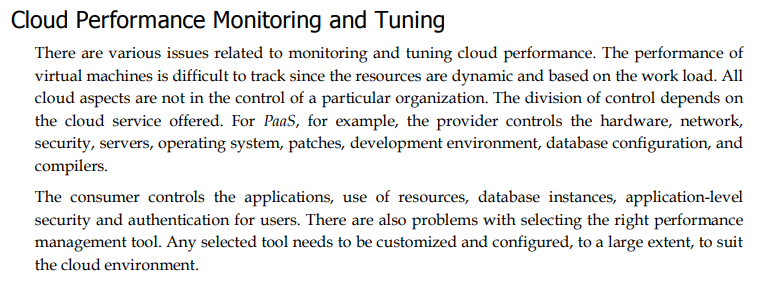 Cloud Performance Monitoring and Tuning
There are various issues related to monitoring and tuning cloud performance. The performance of
virtual machines is difficult to track since the resources are dynamic and based on the work load. All
cloud aspects are not in the control of a particular organization. The division of control depends on
the cloud service offered. For PaaS, for example, the provider controls the hardware, network,
security, servers, operating system, patches, development environment, database configuration, and
compilers.
The consumer controls the applications, use of resources, database instances, application-level
security and authentication for users. There are also problems with selecting the right performance
management tool. Any selected tool needs to be customized and configured, to a large extent, to suit
the cloud environment.